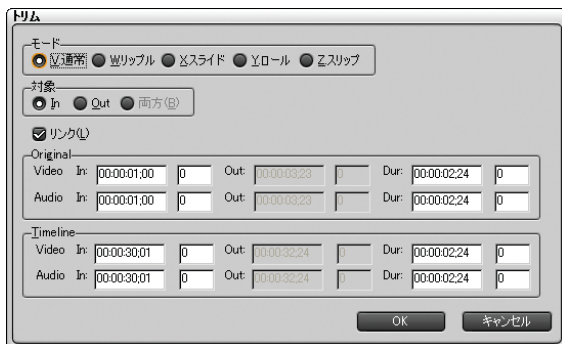 トリム
モード
V.通常 Wリップル Xスライド Yロール Zスリップ
対象
In Out 両方(B)
リンク(L)
Original
Video In: 00:00:01;00 0 Out: 00:00:03;23 0 Dur: 00:00:02;24 0
Audio In: 00:00:01;00 0 Out: 00:00:03;23 0 Dur: 00:00:02;24 0
Timeline
Video In: 00:00:30;01 0 Out: 00:00:32;24 0 Dur: 00:00:02;24 0
Audio In: 00:00:30;01 0 Out: 00:00:32;24 0 Dur: 00:00:02;24 0
OK キャンセル